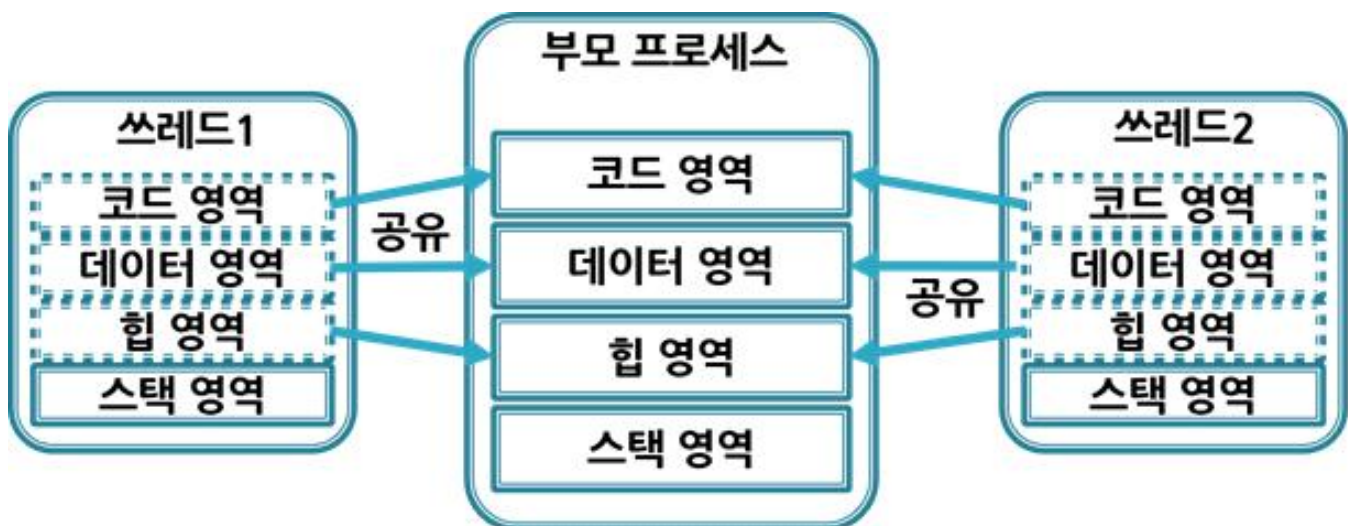 부모 프로세스
코드 영역
데이터 영역
힙 영역
스택 영역
쓰레드1
코드 영역
데이터 영역
힙 영역
스택 영역
공유
쓰레드2
코드 영역
데이터 영역
힙 영역
스택 영역
공유